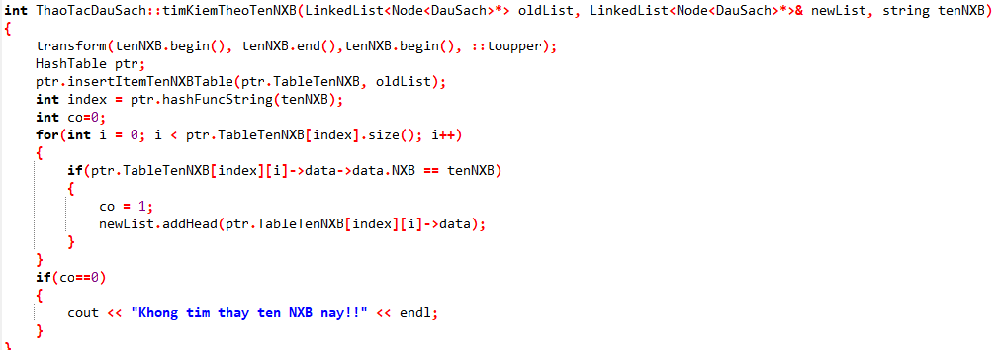 int ThaoTacDauSach::timKiemTheoTenNXB(LinkedList<Node<DauSach>*> oldList, LinkedList<Node<DauSach>*>& newList, string tenNXB)
{
    transform(tenNXB.begin(), tenNXB.end(),tenNXB.begin(), ::toupper);
    HashTable ptr;
    ptr.insertItemTenNXBTable(ptr.TableTenNXB, oldList);
    int index = ptr.hashFuncString(tenNXB);
    int co=0;
    for(int i = 0; i < ptr.TableTenNXB[index].size(); i++)
    {
        if(ptr.TableTenNXB[index][i]->data->data.NXB == tenNXB)
        {
            co = 1;
            newList.addHead(ptr.TableTenNXB[index][i]->data);
        }
    }
    if(co==0)
    {
        cout << "Khong tim thay ten NXB nay!!" << endl;
    }
}